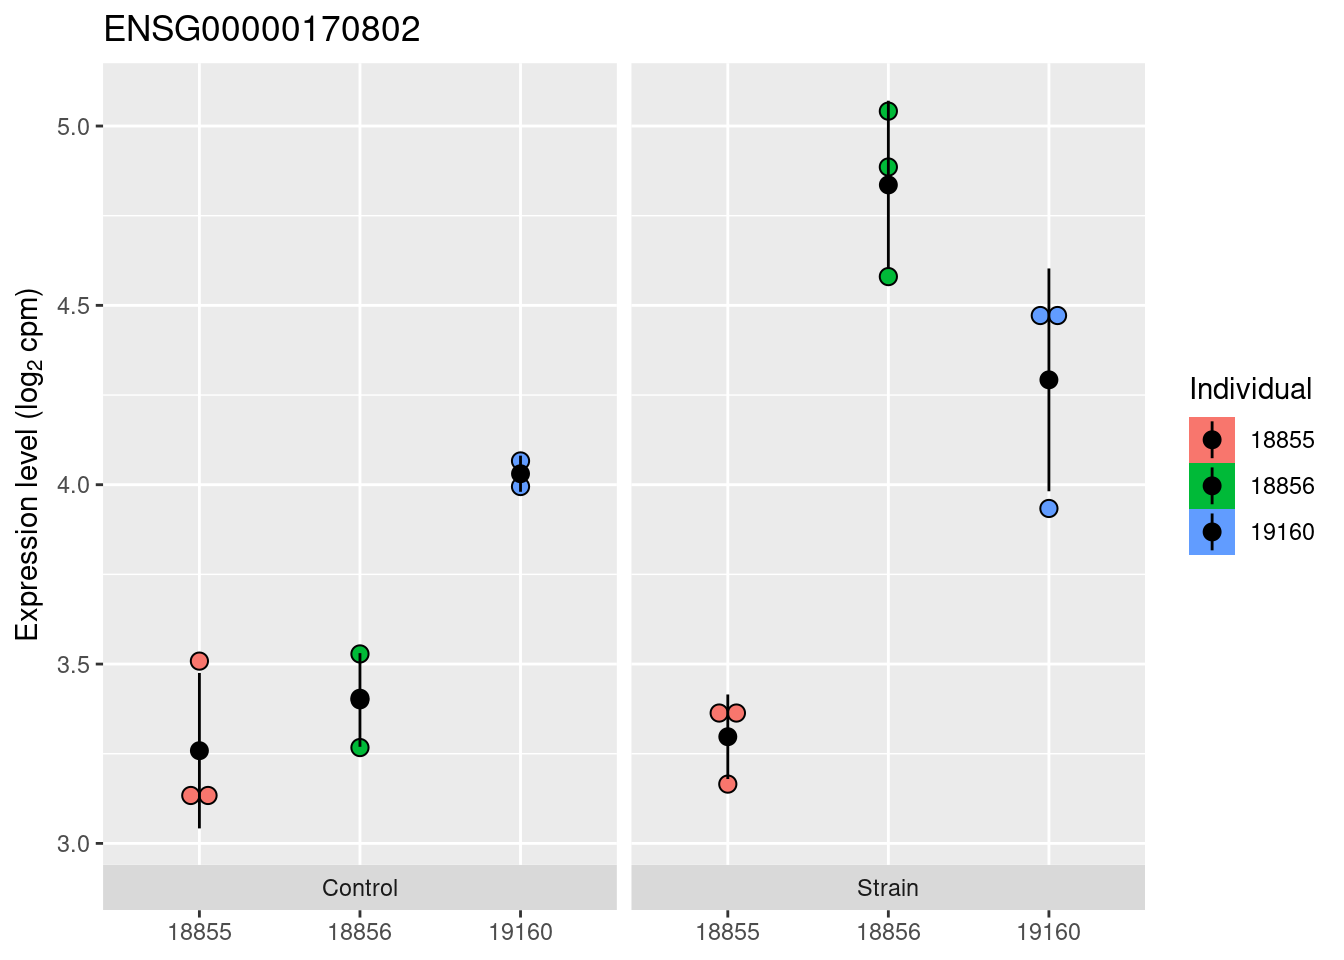 ENSG00000170802
Expression level (log₂ cpm)
5.0
4.5
4.0
3.5
3.0
Control
Strain
18855
18856
19160
18855
18856
19160
Individual
18855
18856
19160